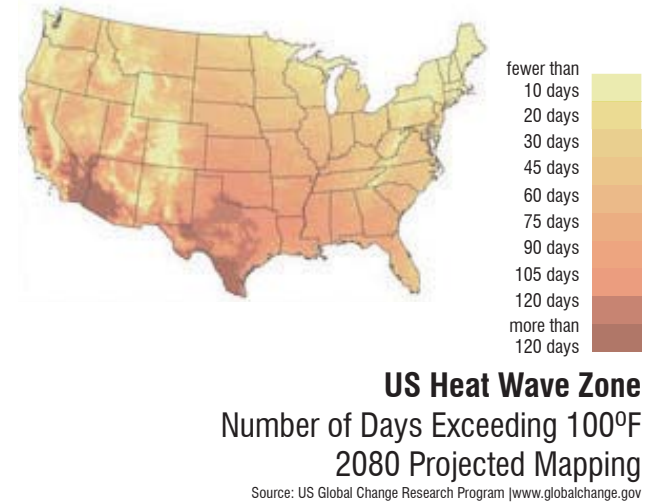 fewer than
10 days
20 days
30 days
45 days
60 days
75 days
90 days
105 days
120 days
more than
120 days
US Heat Wave Zone
Number of Days Exceeding 100ºF
2080 Projected Mapping
Source: US Global Change Research Program |www.globalchange.gov